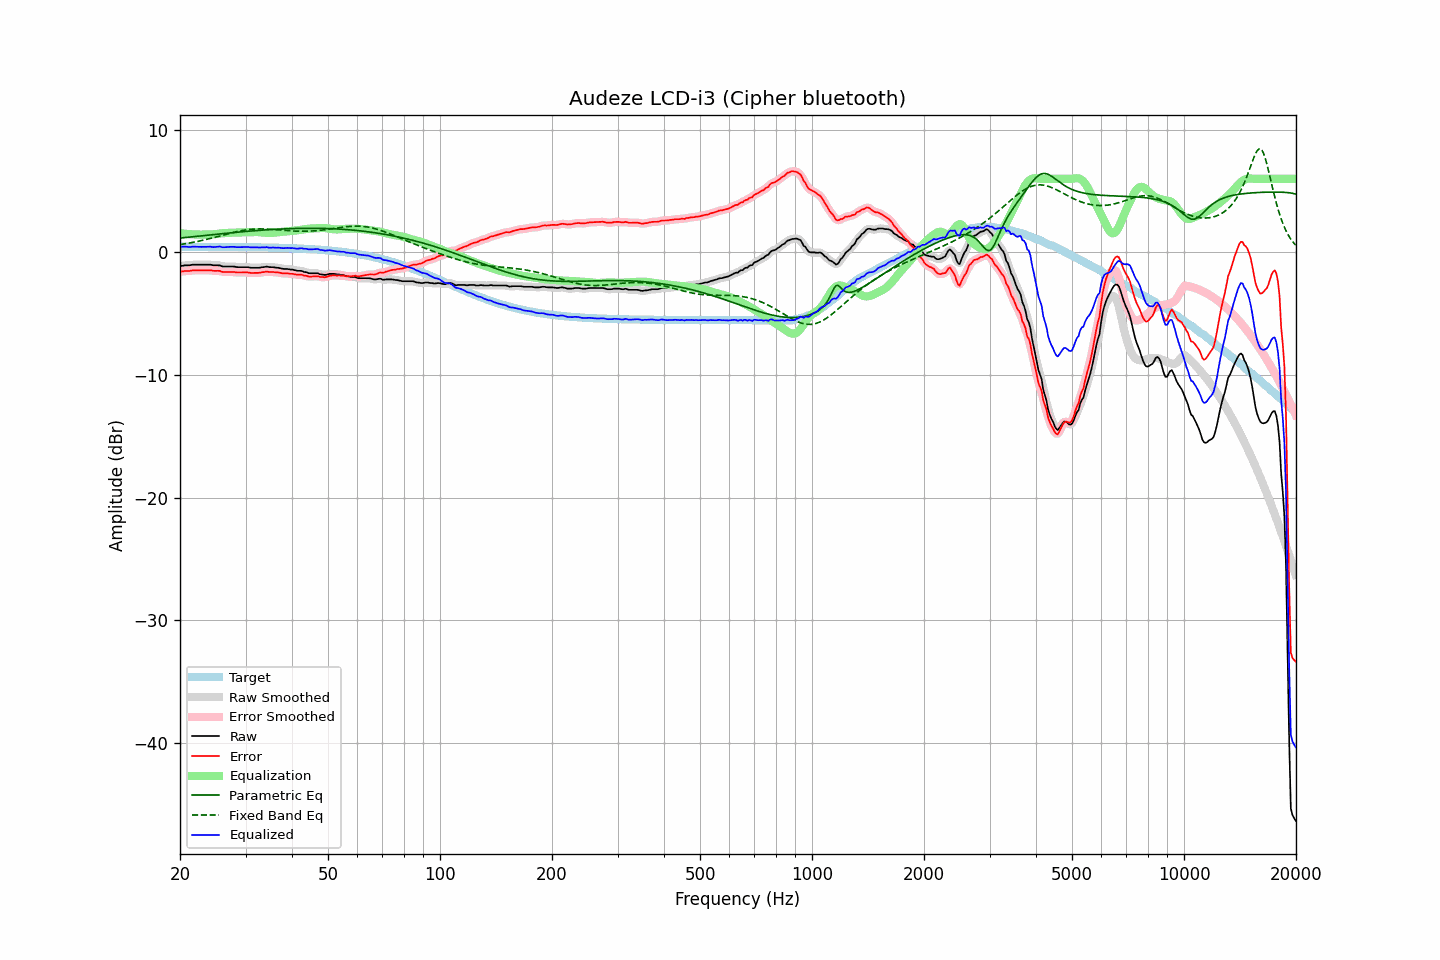 Audeze LCD-i3 (Cipher bluetooth)
10
0
−10
−20
−30
−40
Amplitude (dBr)
Target
Raw Smoothed
Error Smoothed
Raw
Error
Equalization
Parametric Eq
Fixed Band Eq
Equalized
20 50 100 200 500 1000 2000 5000 10000 20000
Frequency (Hz)